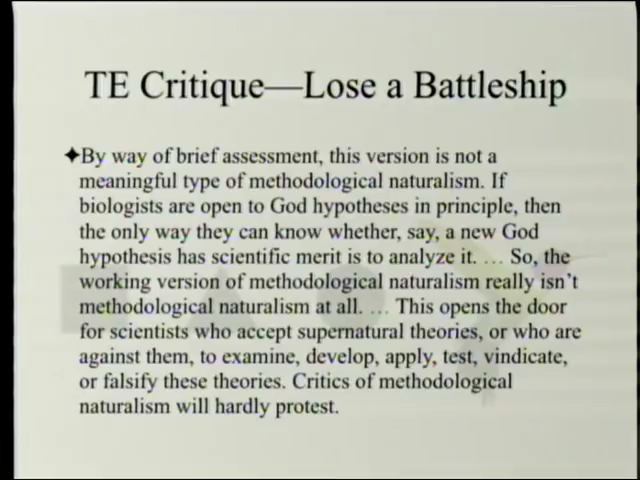 TE Critique—Lose a Battleship
✦By way of brief assessment, this version is not a
meaningful type of methodological naturalism. If
biologists are open to God hypotheses in principle, then
the only way they can know whether, say, a new God
hypothesis has scientific merit is to analyze it. … So, the
working version of methodological naturalism really isn’t
methodological naturalism at all. … This opens the door
for scientists who accept supernatural theories, or who are
against them, to examine, develop, apply, test, vindicate,
or falsify these theories. Critics of methodological
naturalism will hardly protest.